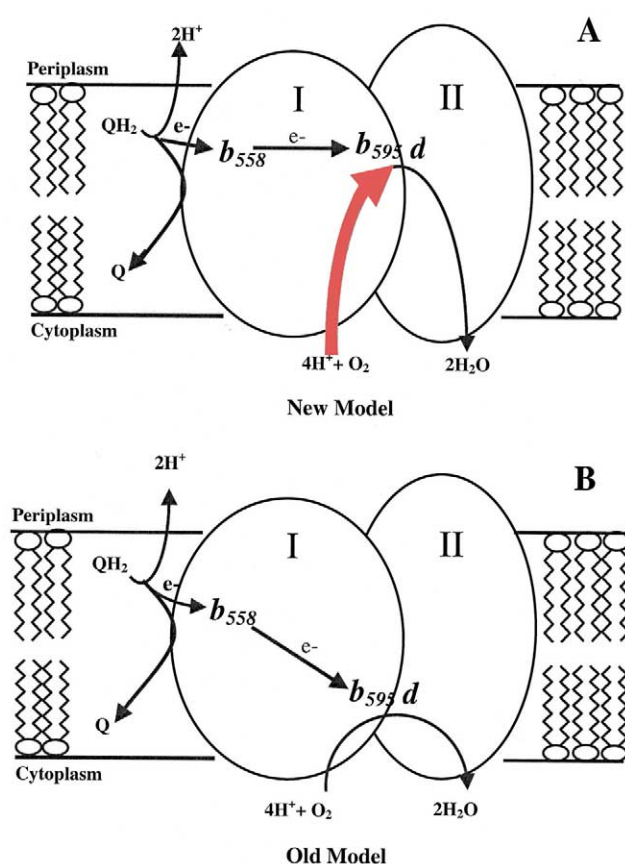 A
2H⁺
Periplasm
I
II
QH₂
e-
b₅₅₈
e-
b₅₉₅ d
Q
Cytoplasm
4H⁺+ O₂
2H₂O
New Model
2H⁺
B
Periplasm
I
II
QH₂
e-
b₅₅₈
e-
b₅₉₅ d
Q
Cytoplasm
4H⁺+ O₂
2H₂O
Old Model